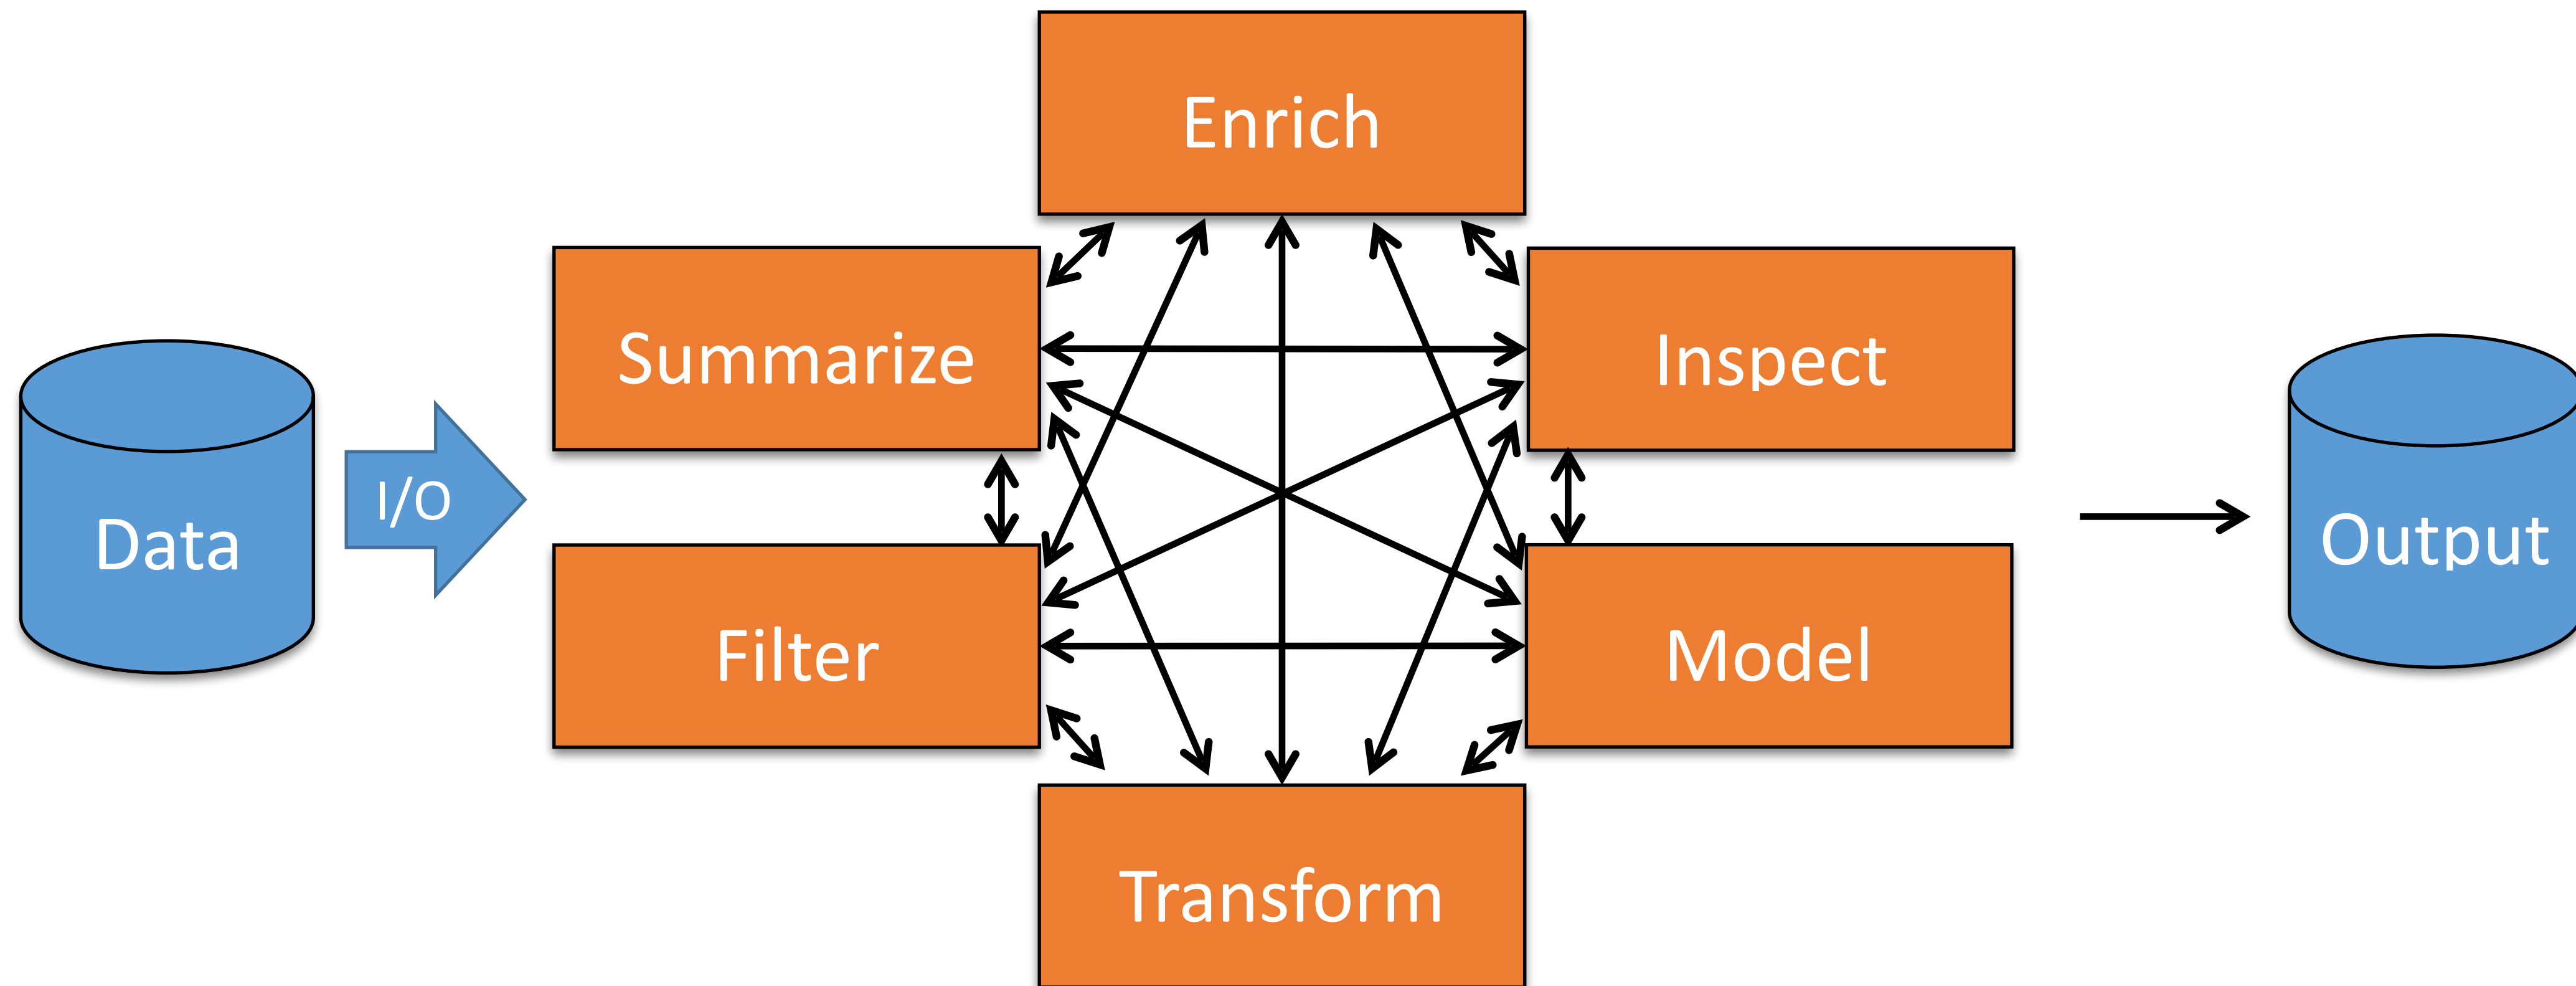 Enrich
Summarize
Inspect
Data
I/O
Output
Filter
Model
Transform